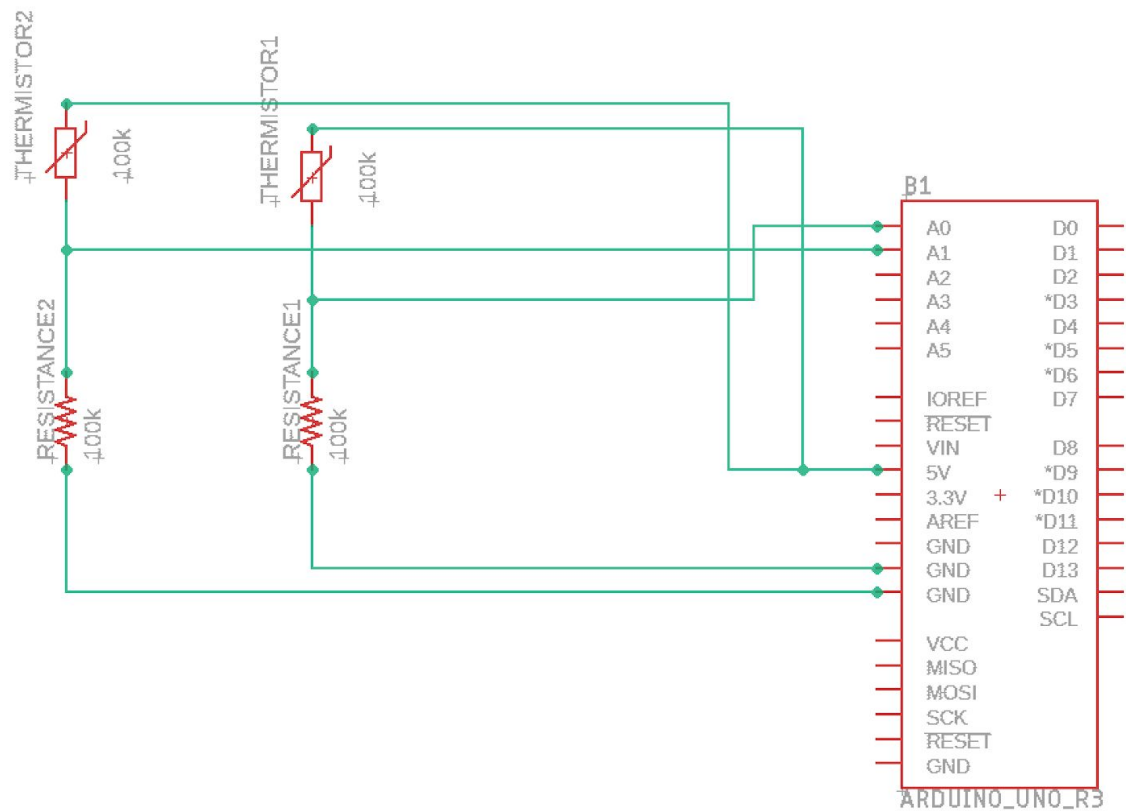 THERMISTOR2
100k
THERMISTOR1
100k
RESISTANCE2
100k
RESISTANCE1
100k
B1
A0 D0
A1 D1
A2 D2
A3 *D3
A4 D4
A5 *D5
*D6
IOREF D7
RESET
VIN D8
5V *D9
3.3V *D10
AREF *D11
GND D12
GND D13
GND SDA
SCL
VCC
MISO
MOSI
SCK
RESET
GND
ARDUINO_UNO_R3